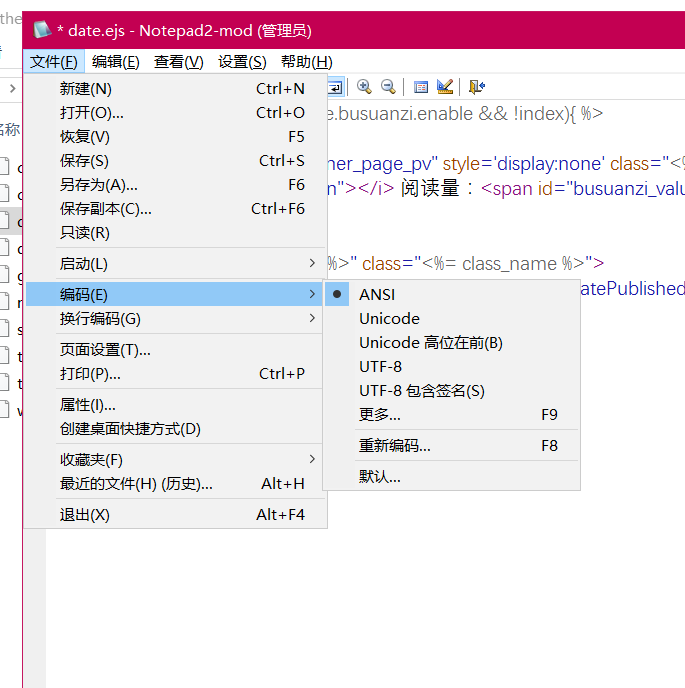 the
* date.ejs - Notepad2-mod (管理员)
文件(F) 编辑(E) 查看(V) 设置(S) 帮助(H)
新建(N) Ctrl+N
打开(O)... Ctrl+O
恢复(V) F5
保存(S) Ctrl+S
另存为(A)... F6
保存副本(C)... Ctrl+F6
只读(R)
启动(L)
编码(E)
换行编码(G)
页面设置(T)...
打印(P)... Ctrl+P
属性(I)...
创建桌面快捷方式(D)
收藏夹(F)
最近的文件(H) (历史)... Alt+H
退出(X) Alt+F4
ANSI
Unicode
Unicode 高位在前(B)
UTF-8
UTF-8 包含签名(S)
更多... F9
重新编码... F8
默认...
e.busuanzi.enable && !index){ %>
ner_page_pv" style='display:none' class="<%
n"></i> 阅读量：<span id="busuanzi_valu
%>" class="<%= class_name %>">
atePublished
名称